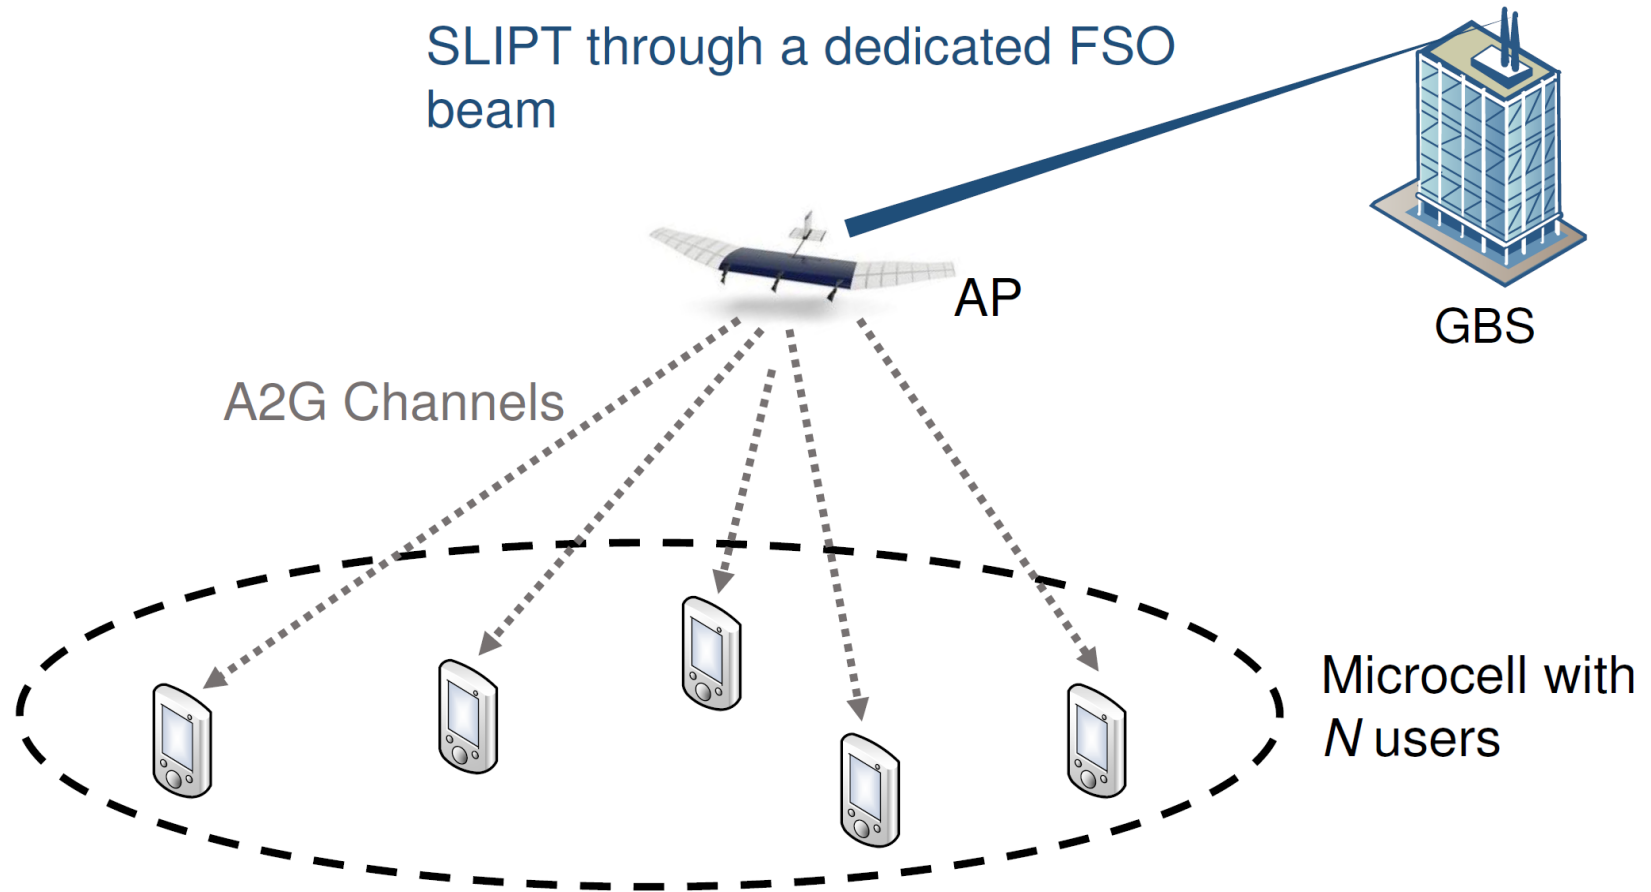 SLIPT through a dedicated FSO
beam
AP
GBS
A2G Channels
Microcell with
N users